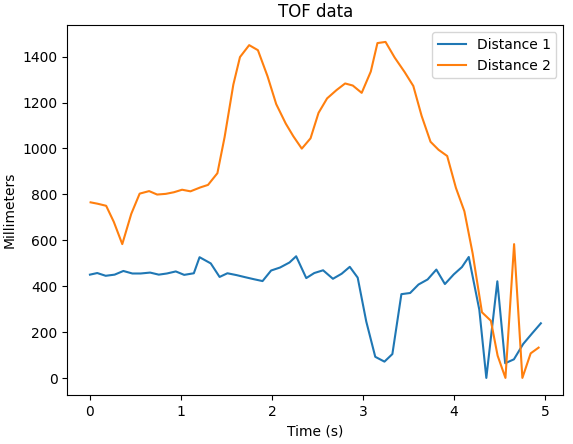 TOF data
Distance 1
Distance 2
Millimeters
1400
1200
1000
800
600
400
200
0
0 1 2 3 4 5
Time (s)